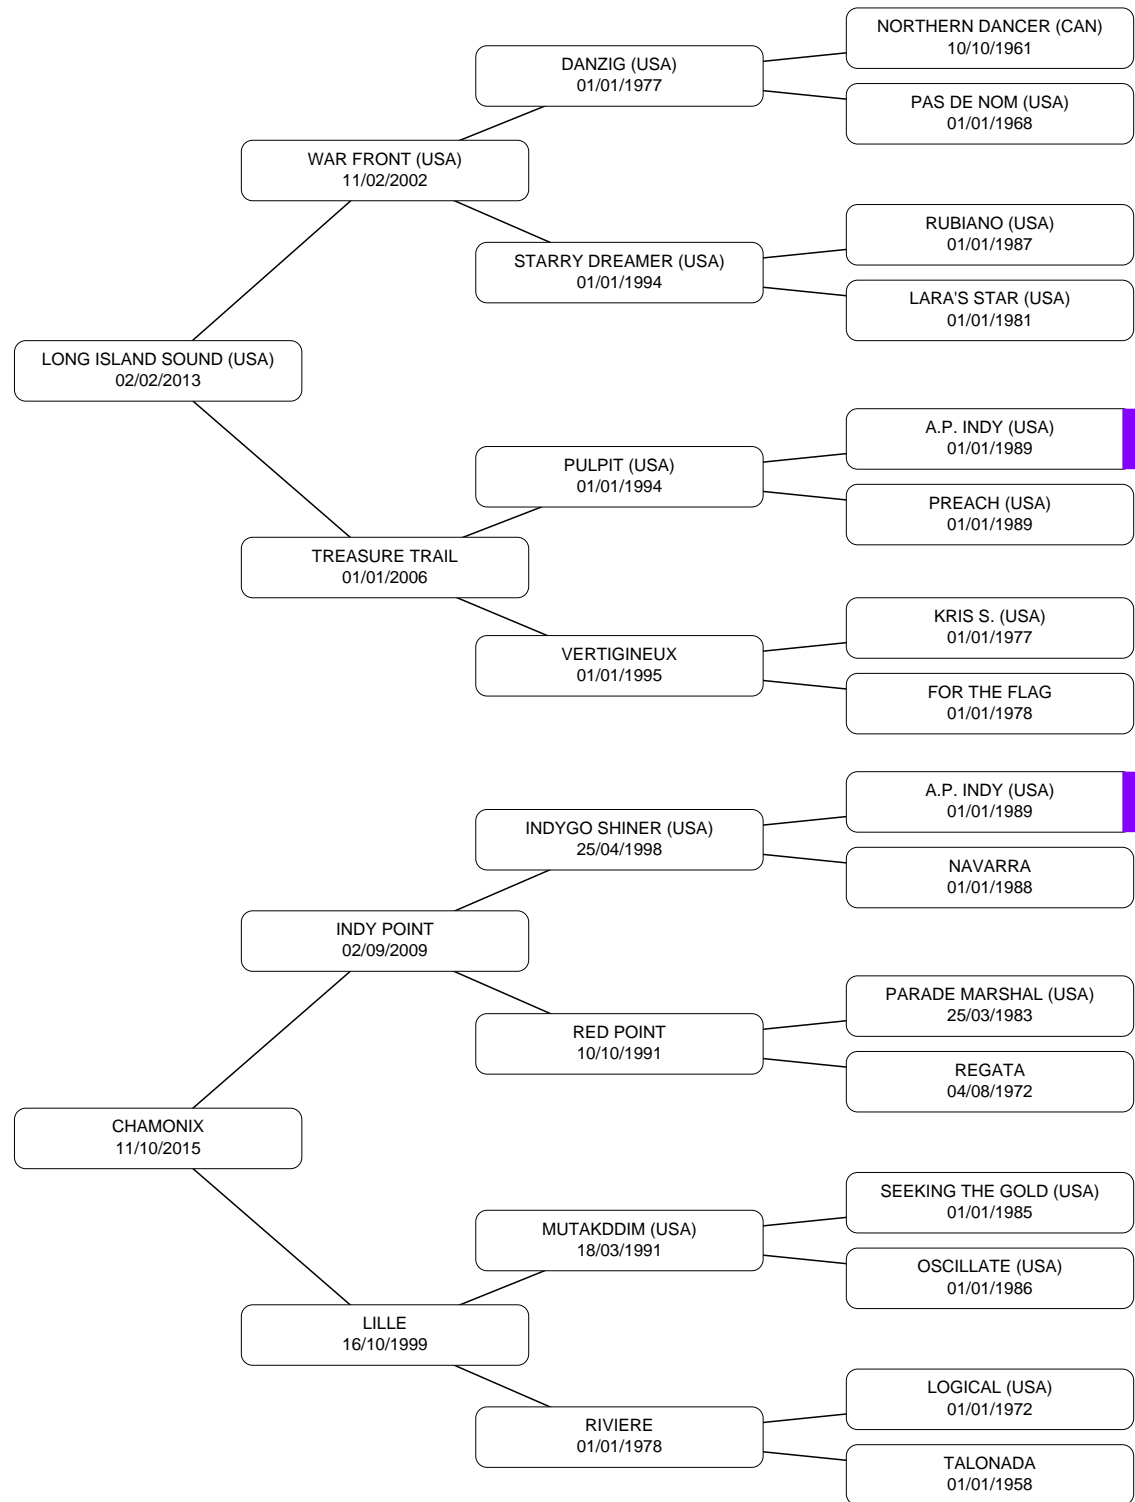 NORTHERN DANCER (CAN)
10/10/1961
DANZIG (USA)
01/01/1977
PAS DE NOM (USA)
01/01/1968
WAR FRONT (USA)
11/02/2002
RUBIANO (USA)
01/01/1987
STARRY DREAMER (USA)
01/01/1994
LARA'S STAR (USA)
01/01/1981
LONG ISLAND SOUND (USA)
02/02/2013
A.P. INDY (USA)
01/01/1989
PULPIT (USA)
01/01/1994
PREACH (USA)
01/01/1989
TREASURE TRAIL
01/01/2006
KRIS S. (USA)
01/01/1977
VERTIGINEUX
01/01/1995
FOR THE FLAG
01/01/1978
A.P. INDY (USA)
01/01/1989
INDYGO SHINER (USA)
25/04/1998
NAVARRA
01/01/1988
INDY POINT
02/09/2009
PARADE MARSHAL (USA)
25/03/1983
RED POINT
10/10/1991
REGATA
04/08/1972
CHAMONIX
11/10/2015
SEEKING THE GOLD (USA)
01/01/1985
MUTAKDDIM (USA)
18/03/1991
OSCILLATE (USA)
01/01/1986
LILLE
16/10/1999
LOGICAL (USA)
01/01/1972
RIVIERE
01/01/1978
TALONADA
01/01/1958